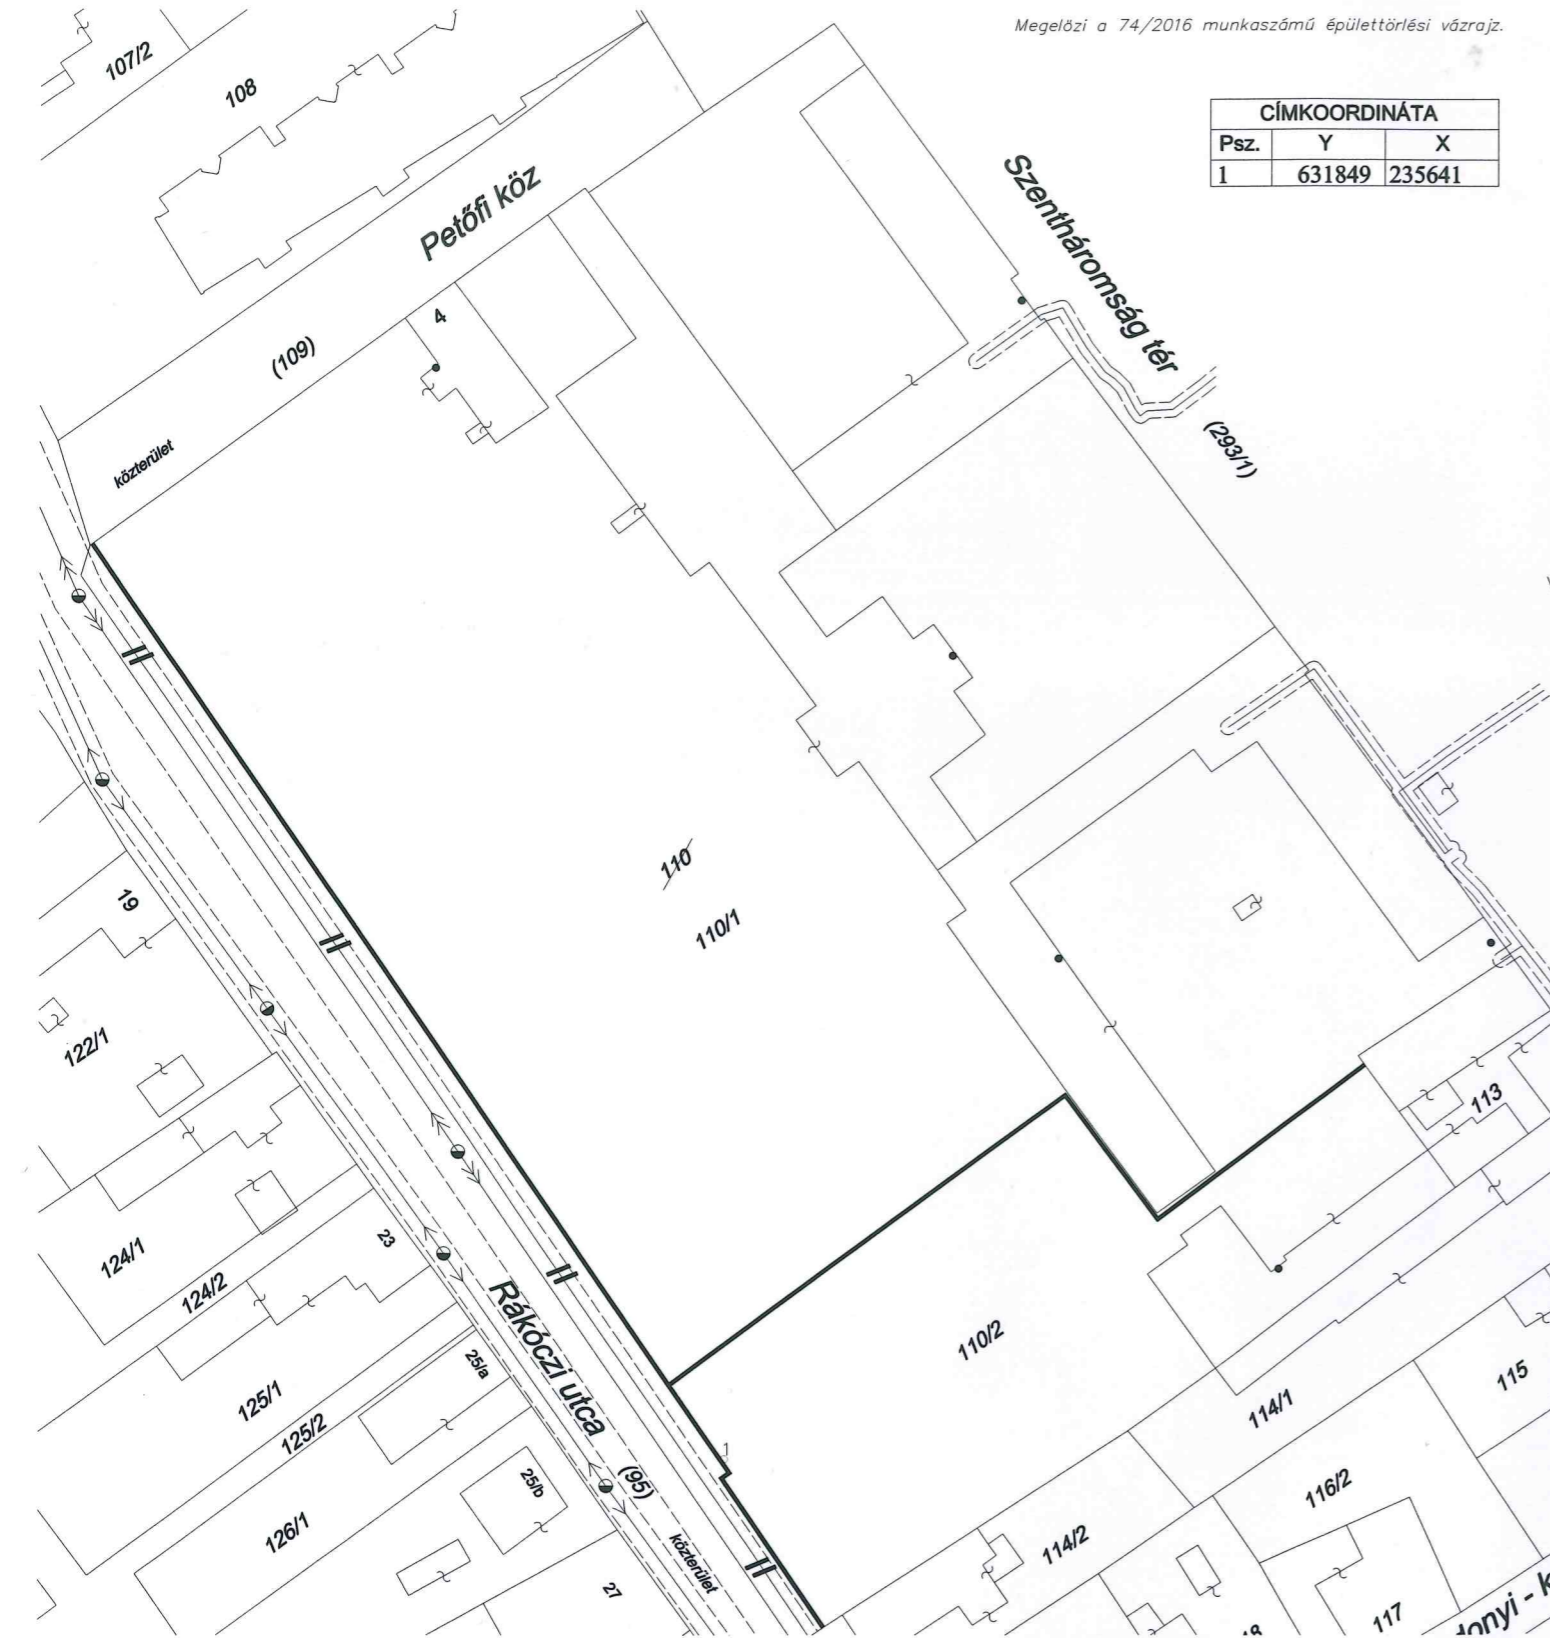 Megelőzi a 74/2016 munkaszámú épülettörlési vázrajz.
CÍMKOORDINÁTA
Psz. Y X
1 631849 235641
107/2
108
Petőfi köz
Szentháromság tér
4
(109)
közterület
(293/1)
110
110/1
19
122/1
113
124/1
23
124/2
Rákóczi utca
110/2
25/a
125/1
125/2
115
114/1
1
(95)
25/b
116/2
126/1
114/2
közterület
27
117